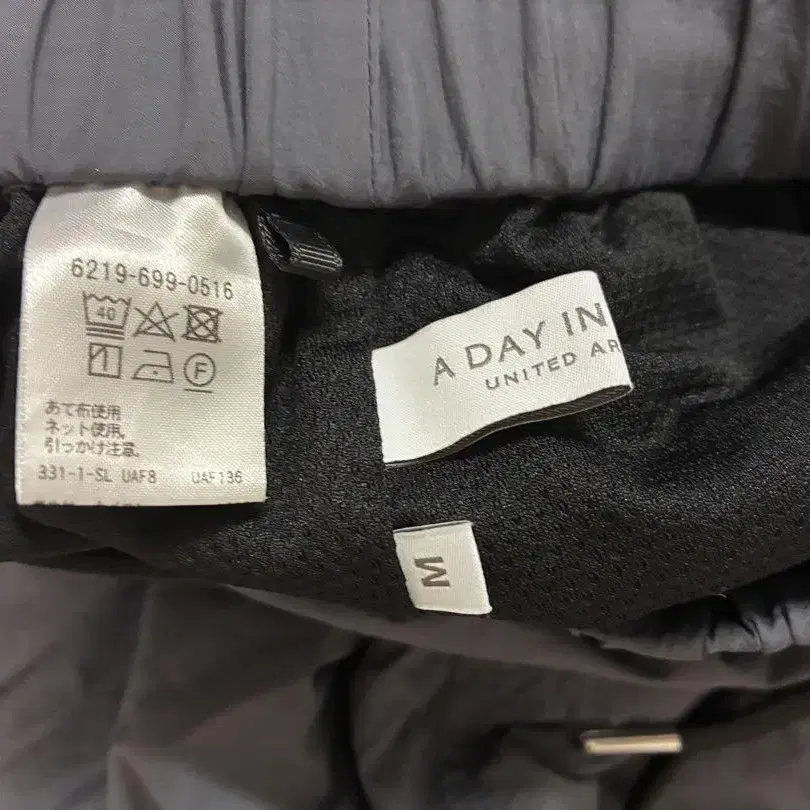 6219-699-0516
40
F
あて布使用
ネット使用。
引っかけ注意。
331-1-SL UAF8 UAF136
A DAY IN
UNITED AR
M